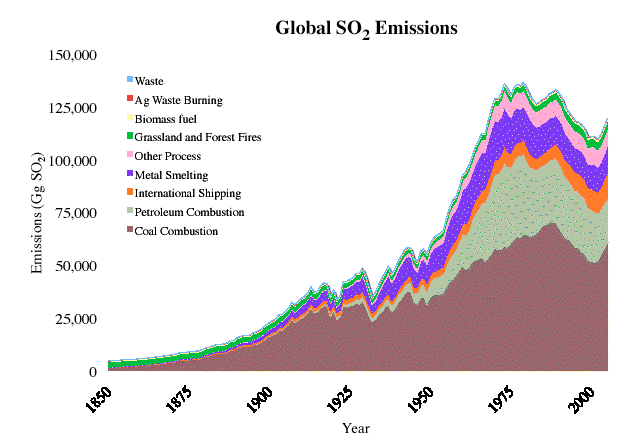 Global SO2 Emissions
150,000
125,000
100,000
75,000
50,000
25,000
0
Emissions (Gg SO2)
Waste
Ag Waste Burning
Biomass fuel
Grassland and Forest Fires
Other Process
Metal Smelting
International Shipping
Petroleum Combustion
Coal Combustion
1850
1875
1900
1925
1950
1975
2000
Year